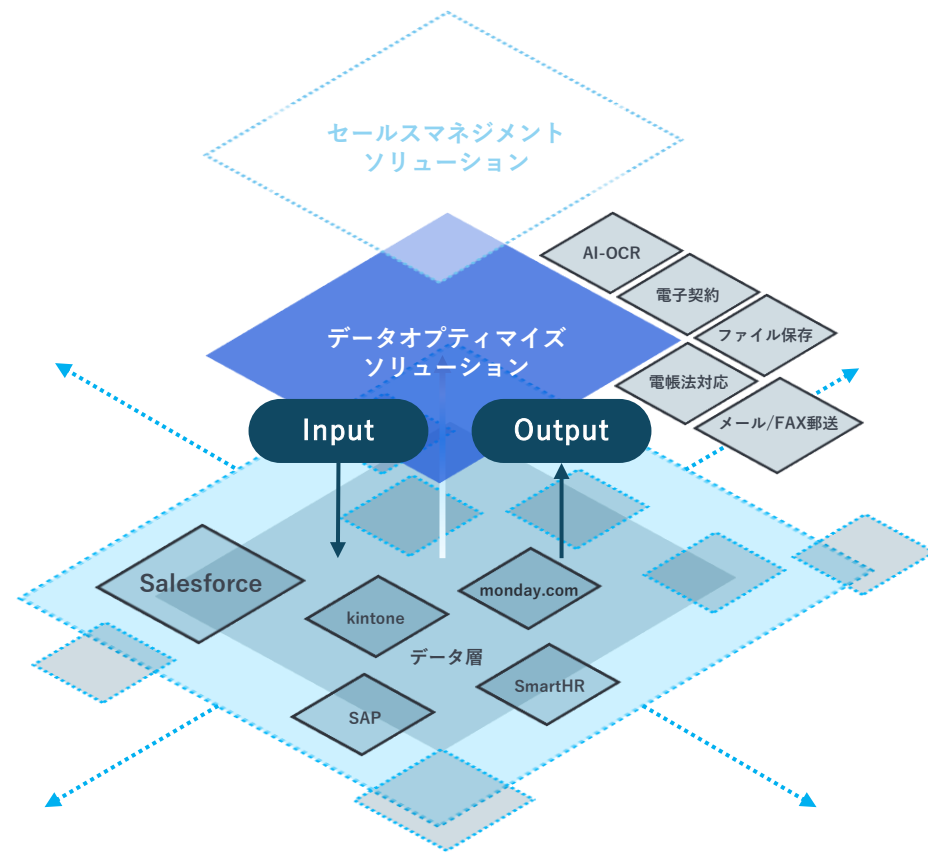 セールスマネジメント
ソリューション
AI-OCR
電子契約
ファイル保存
データオプティマイズ
ソリューション
電帳法対応
メール/FAX郵送
Input
Output
Salesforce
kintone
monday.com
データ層
SmartHR
SAP